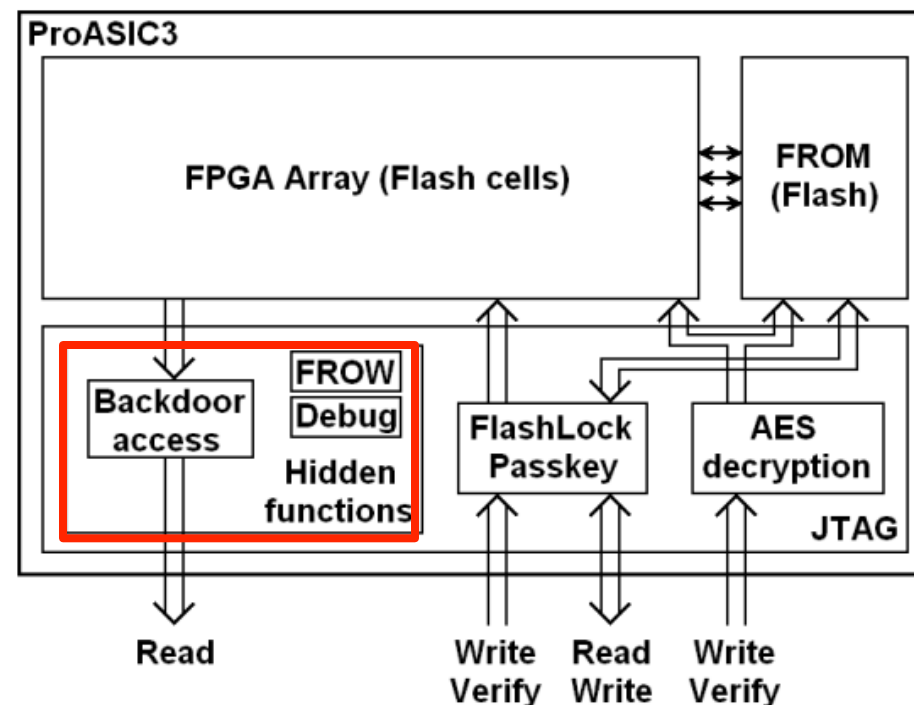 ProASIC3
FPGA Array (Flash cells)
FROM
(Flash)
Backdoor
access
FROW
Debug
Hidden
functions
FlashLock
Passkey
AES
decryption
JTAG
Read
Write
Verify
Read
Write
Write
Verify